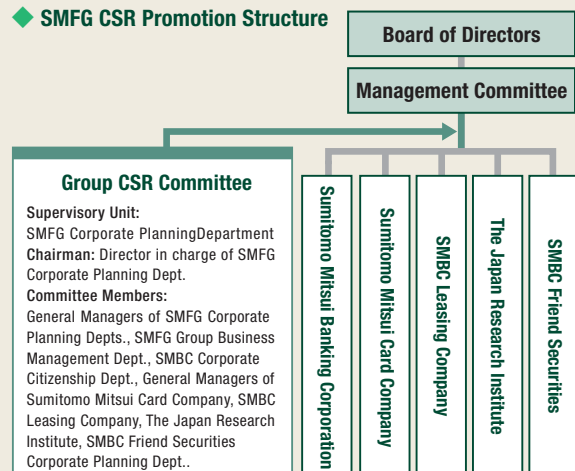 ◆ SMFG CSR Promotion Structure
Board of Directors
Management Committee
Group CSR Committee
Supervisory Unit:
SMFG Corporate PlanningDepartment
Chairman: Director in charge of SMFG
Corporate Planning Dept.
Committee Members:
General Managers of SMFG Corporate
Planning Depts., SMFG Group Business
Management Dept., SMBC Corporate
Citizenship Dept., General Managers of
Sumitomo Mitsui Card Company, SMBC
Leasing Company, The Japan Research
Institute, SMBC Friend Securities
Corporate Planning Dept..
Sumitomo Mitsui Banking Corporation
Sumitomo Mitsui Card Company
SMBC Leasing Company
The Japan Research Institute
SMBC Friend Securities